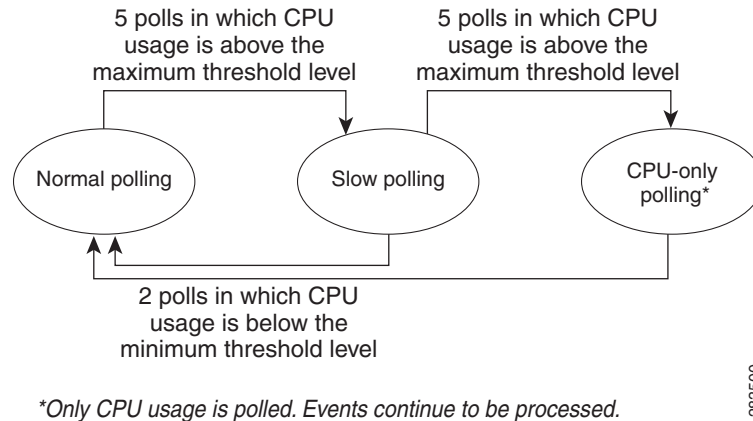 5 polls in which CPU
usage is above the
maximum threshold level
5 polls in which CPU
usage is above the
maximum threshold level
Normal polling
Slow polling
CPU-only
polling*
2 polls in which CPU
usage is below the
minimum threshold level
*Only CPU usage is polled. Events continue to be processed.